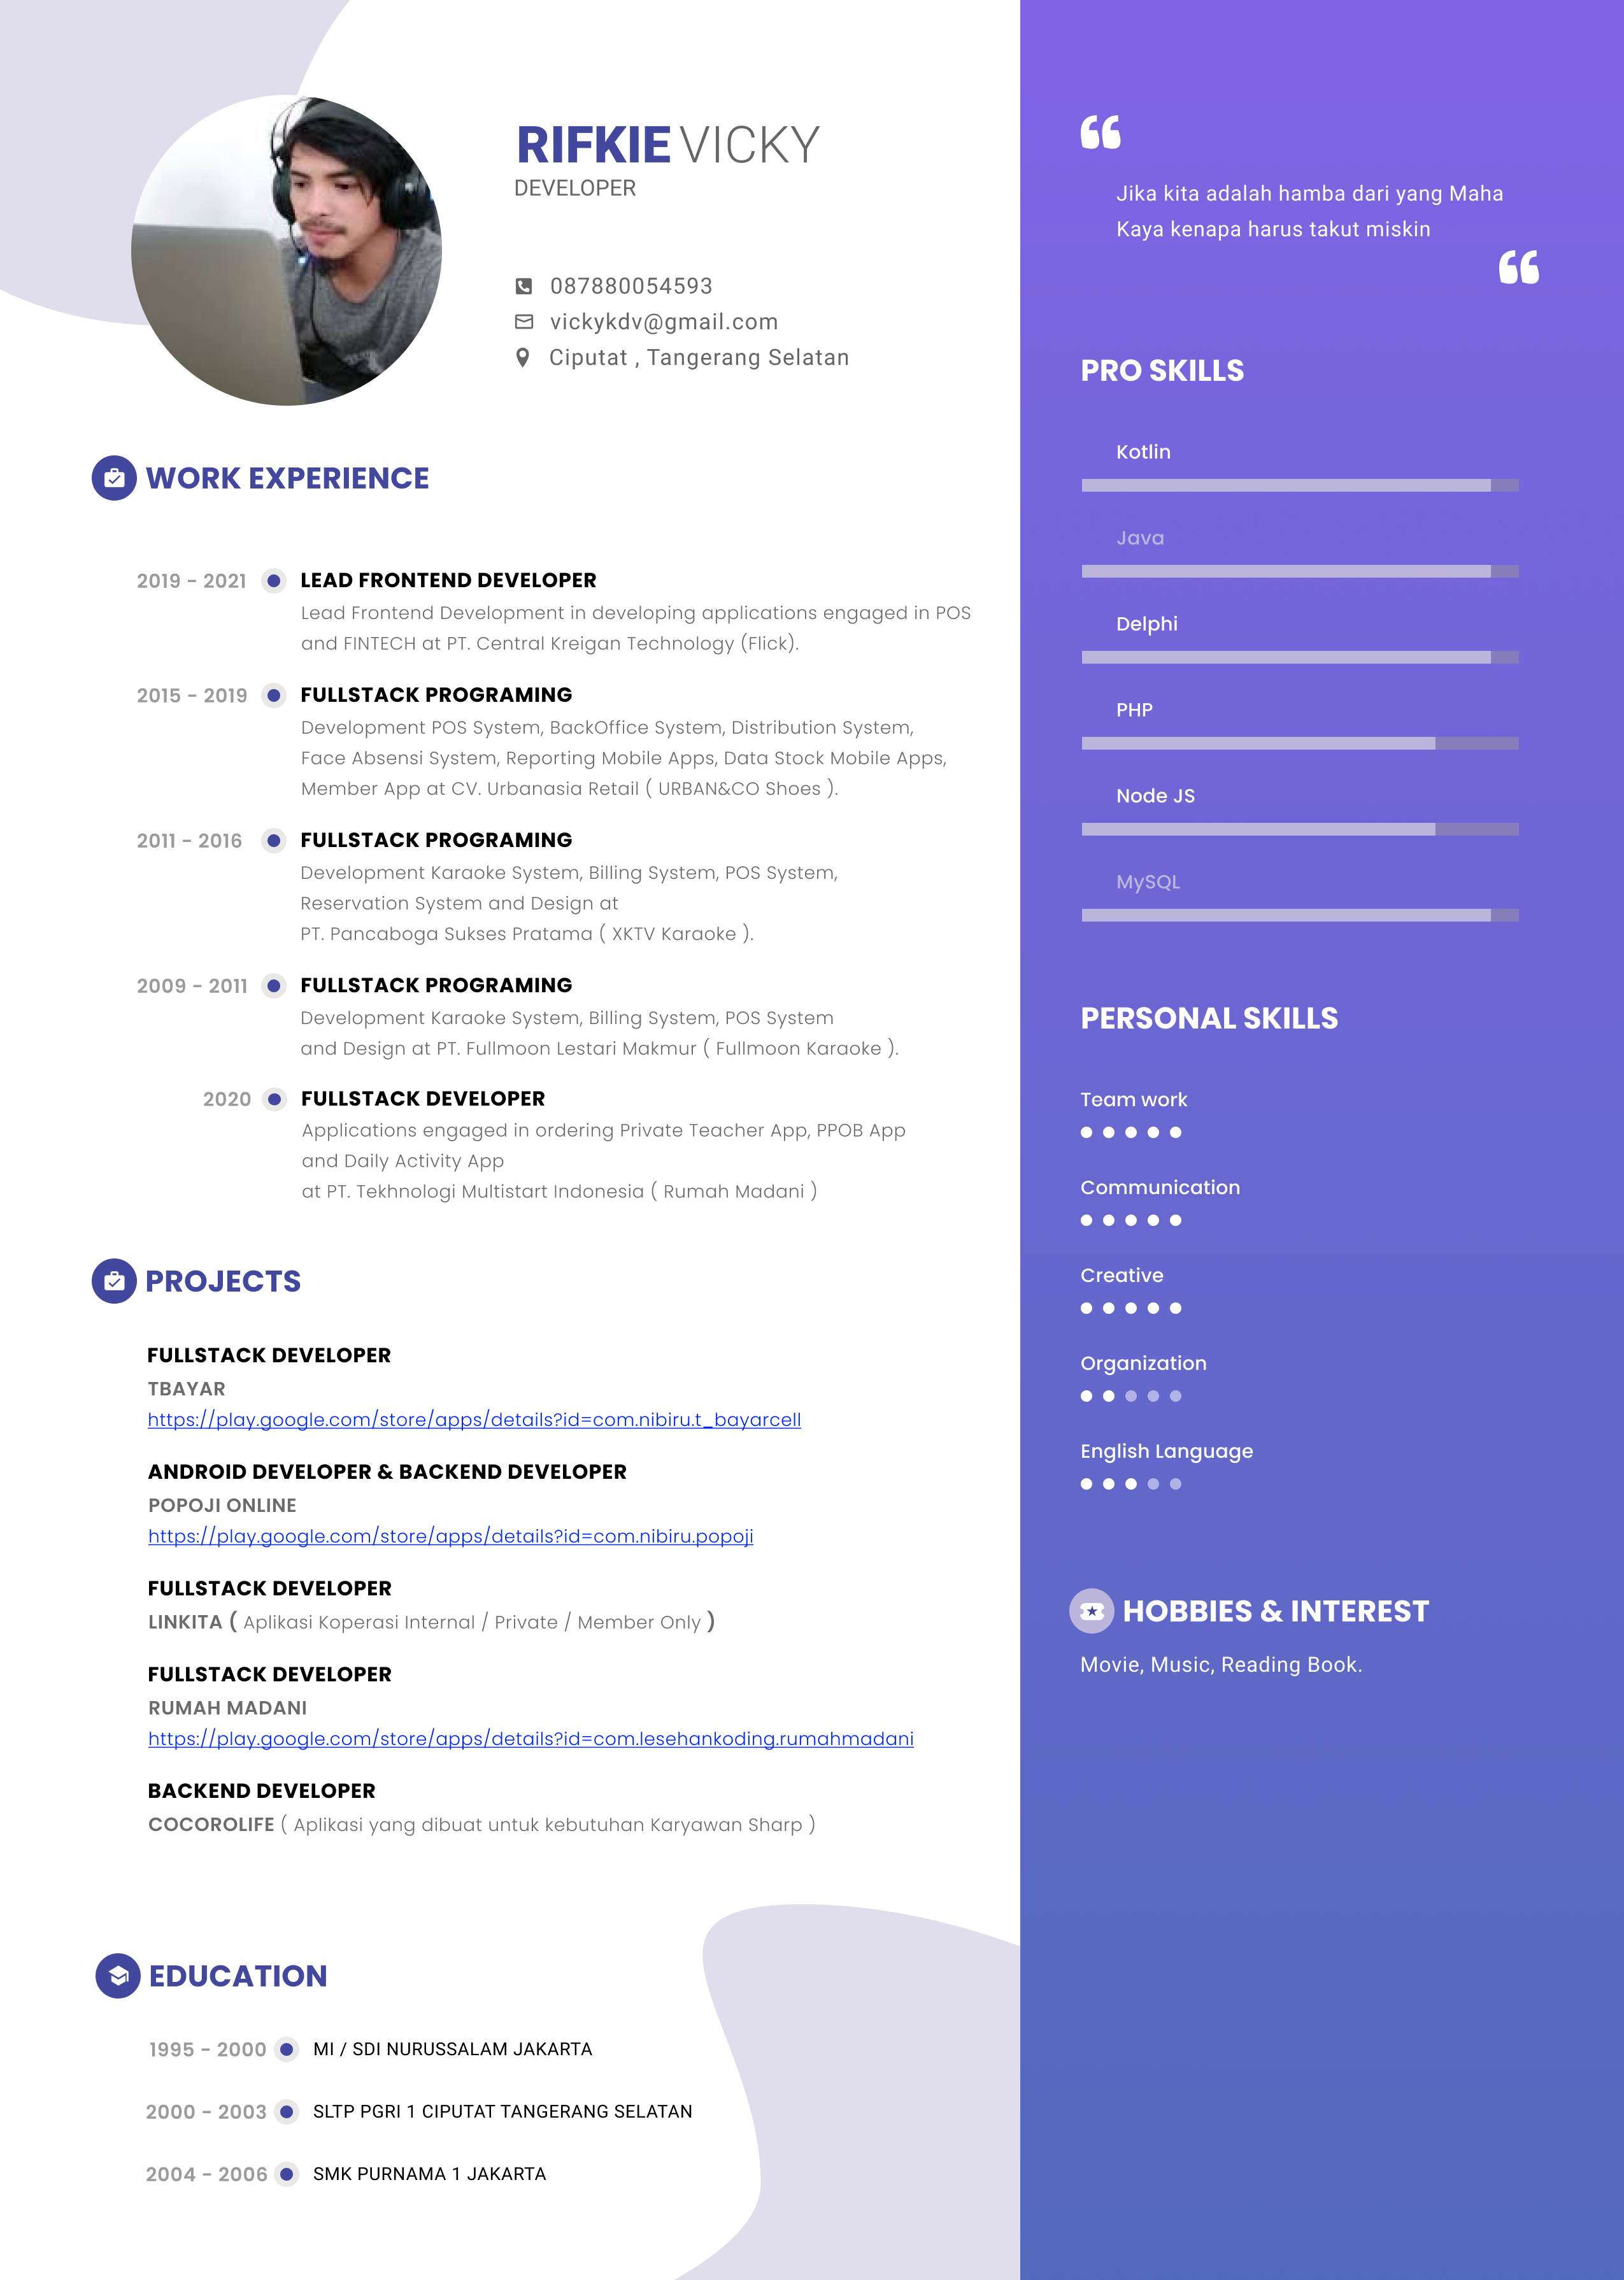 RIFKIE VICKY
DEVELOPER
087880054593
vickykdv@gmail.com
Ciputat , Tangerang Selatan
WORK EXPERIENCE
2019 - 2021
LEAD FRONTEND DEVELOPER
Lead Frontend Development in developing applications engaged in POS
and FINTECH at PT. Central Kreigan Technology (Flick).
2015 - 2019
FULLSTACK PROGRAMING
Development POS System, BackOffice System, Distribution System,
Face Absensi System, Reporting Mobile Apps, Data Stock Mobile Apps,
Member App at CV. Urbanasia Retail ( URBAN&CO Shoes ).
2011 - 2016
FULLSTACK PROGRAMING
Development Karaoke System, Billing System, POS System,
Reservation System and Design at
PT. Pancaboga Sukses Pratama ( XKTV Karaoke ).
2009 - 2011
FULLSTACK PROGRAMING
Development Karaoke System, Billing System, POS System
and Design at PT. Fullmoon Lestari Makmur ( Fullmoon Karaoke ).
2020
FULLSTACK DEVELOPER
Applications engaged in ordering Private Teacher App, PPOB App
and Daily Activity App
at PT. Tekhnologi Multistart Indonesia ( Rumah Madani )
PROJECTS
FULLSTACK DEVELOPER
TBAYAR
https://play.google.com/store/apps/details?id=com.nibiru.t_bayarcell
ANDROID DEVELOPER & BACKEND DEVELOPER
POPOJI ONLINE
https://play.google.com/store/apps/details?id=com.nibiru.popoji
FULLSTACK DEVELOPER
LINKITA ( Aplikasi Koperasi Internal / Private / Member Only )
FULLSTACK DEVELOPER
RUMAH MADANI
https://play.google.com/store/apps/details?id=com.lesehankoding.rumahmadani
BACKEND DEVELOPER
COCOROLIFE ( Aplikasi yang dibuat untuk kebutuhan Karyawan Sharp )
EDUCATION
1995 - 2000
MI / SDI NURUSSALAM JAKARTA
2000 - 2003
SLTP PGRI 1 CIPUTAT TANGERANG SELATAN
2004 - 2006
SMK PURNAMA 1 JAKARTA
“
Jika kita adalah hamba dari yang Maha
Kaya kenapa harus takut miskin
“
PRO SKILLS
Kotlin
Java
Delphi
PHP
Node JS
MySQL
PERSONAL SKILLS
Team work
Communication
Creative
Organization
English Language
HOBBIES & INTEREST
Movie, Music, Reading Book.